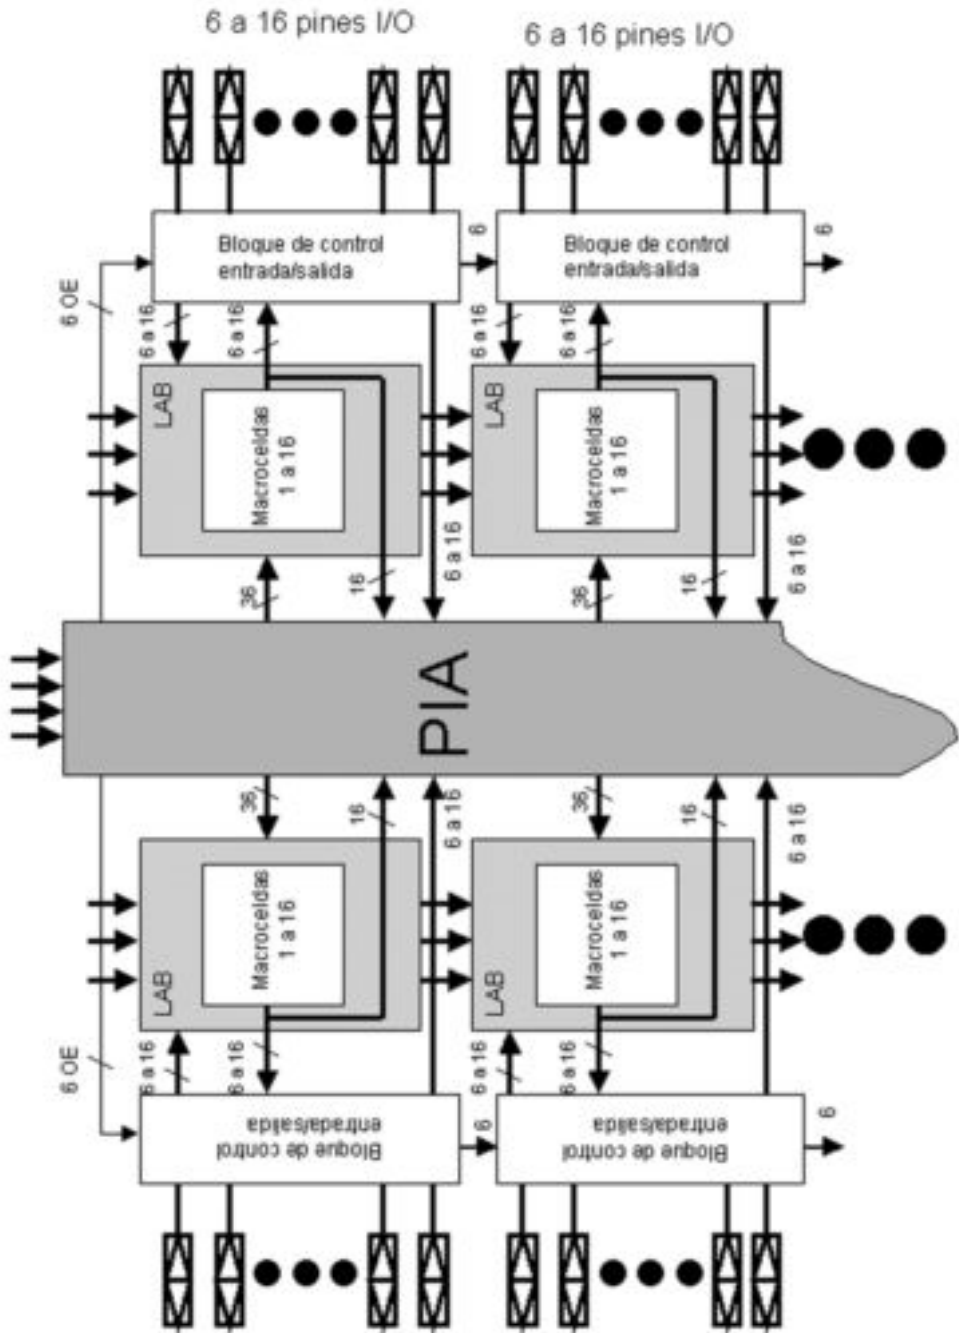 6 a 16 pines I/O
6 a 16 pines I/O
Bloque de control
entrada/salida
6
Bloque de control
entrada/salida
6
6 OE
6 a 16
6 a 16
6 a 16
6 a 16
LAB
Macroceldas
1 a 16
LAB
Macroceldas
1 a 16
36
16
6 a 16
36
16
6 a 16
PIA
36
16
6 a 16
36
16
6 a 16
Macroceldas
1 a 16
LAB
Macroceldas
1 a 16
LAB
6 OE
6 a 16
6 a 16
6 a 16
6 a 16
Bloque de control
entrada/salida
6
Bloque de control
entrada/salida
6